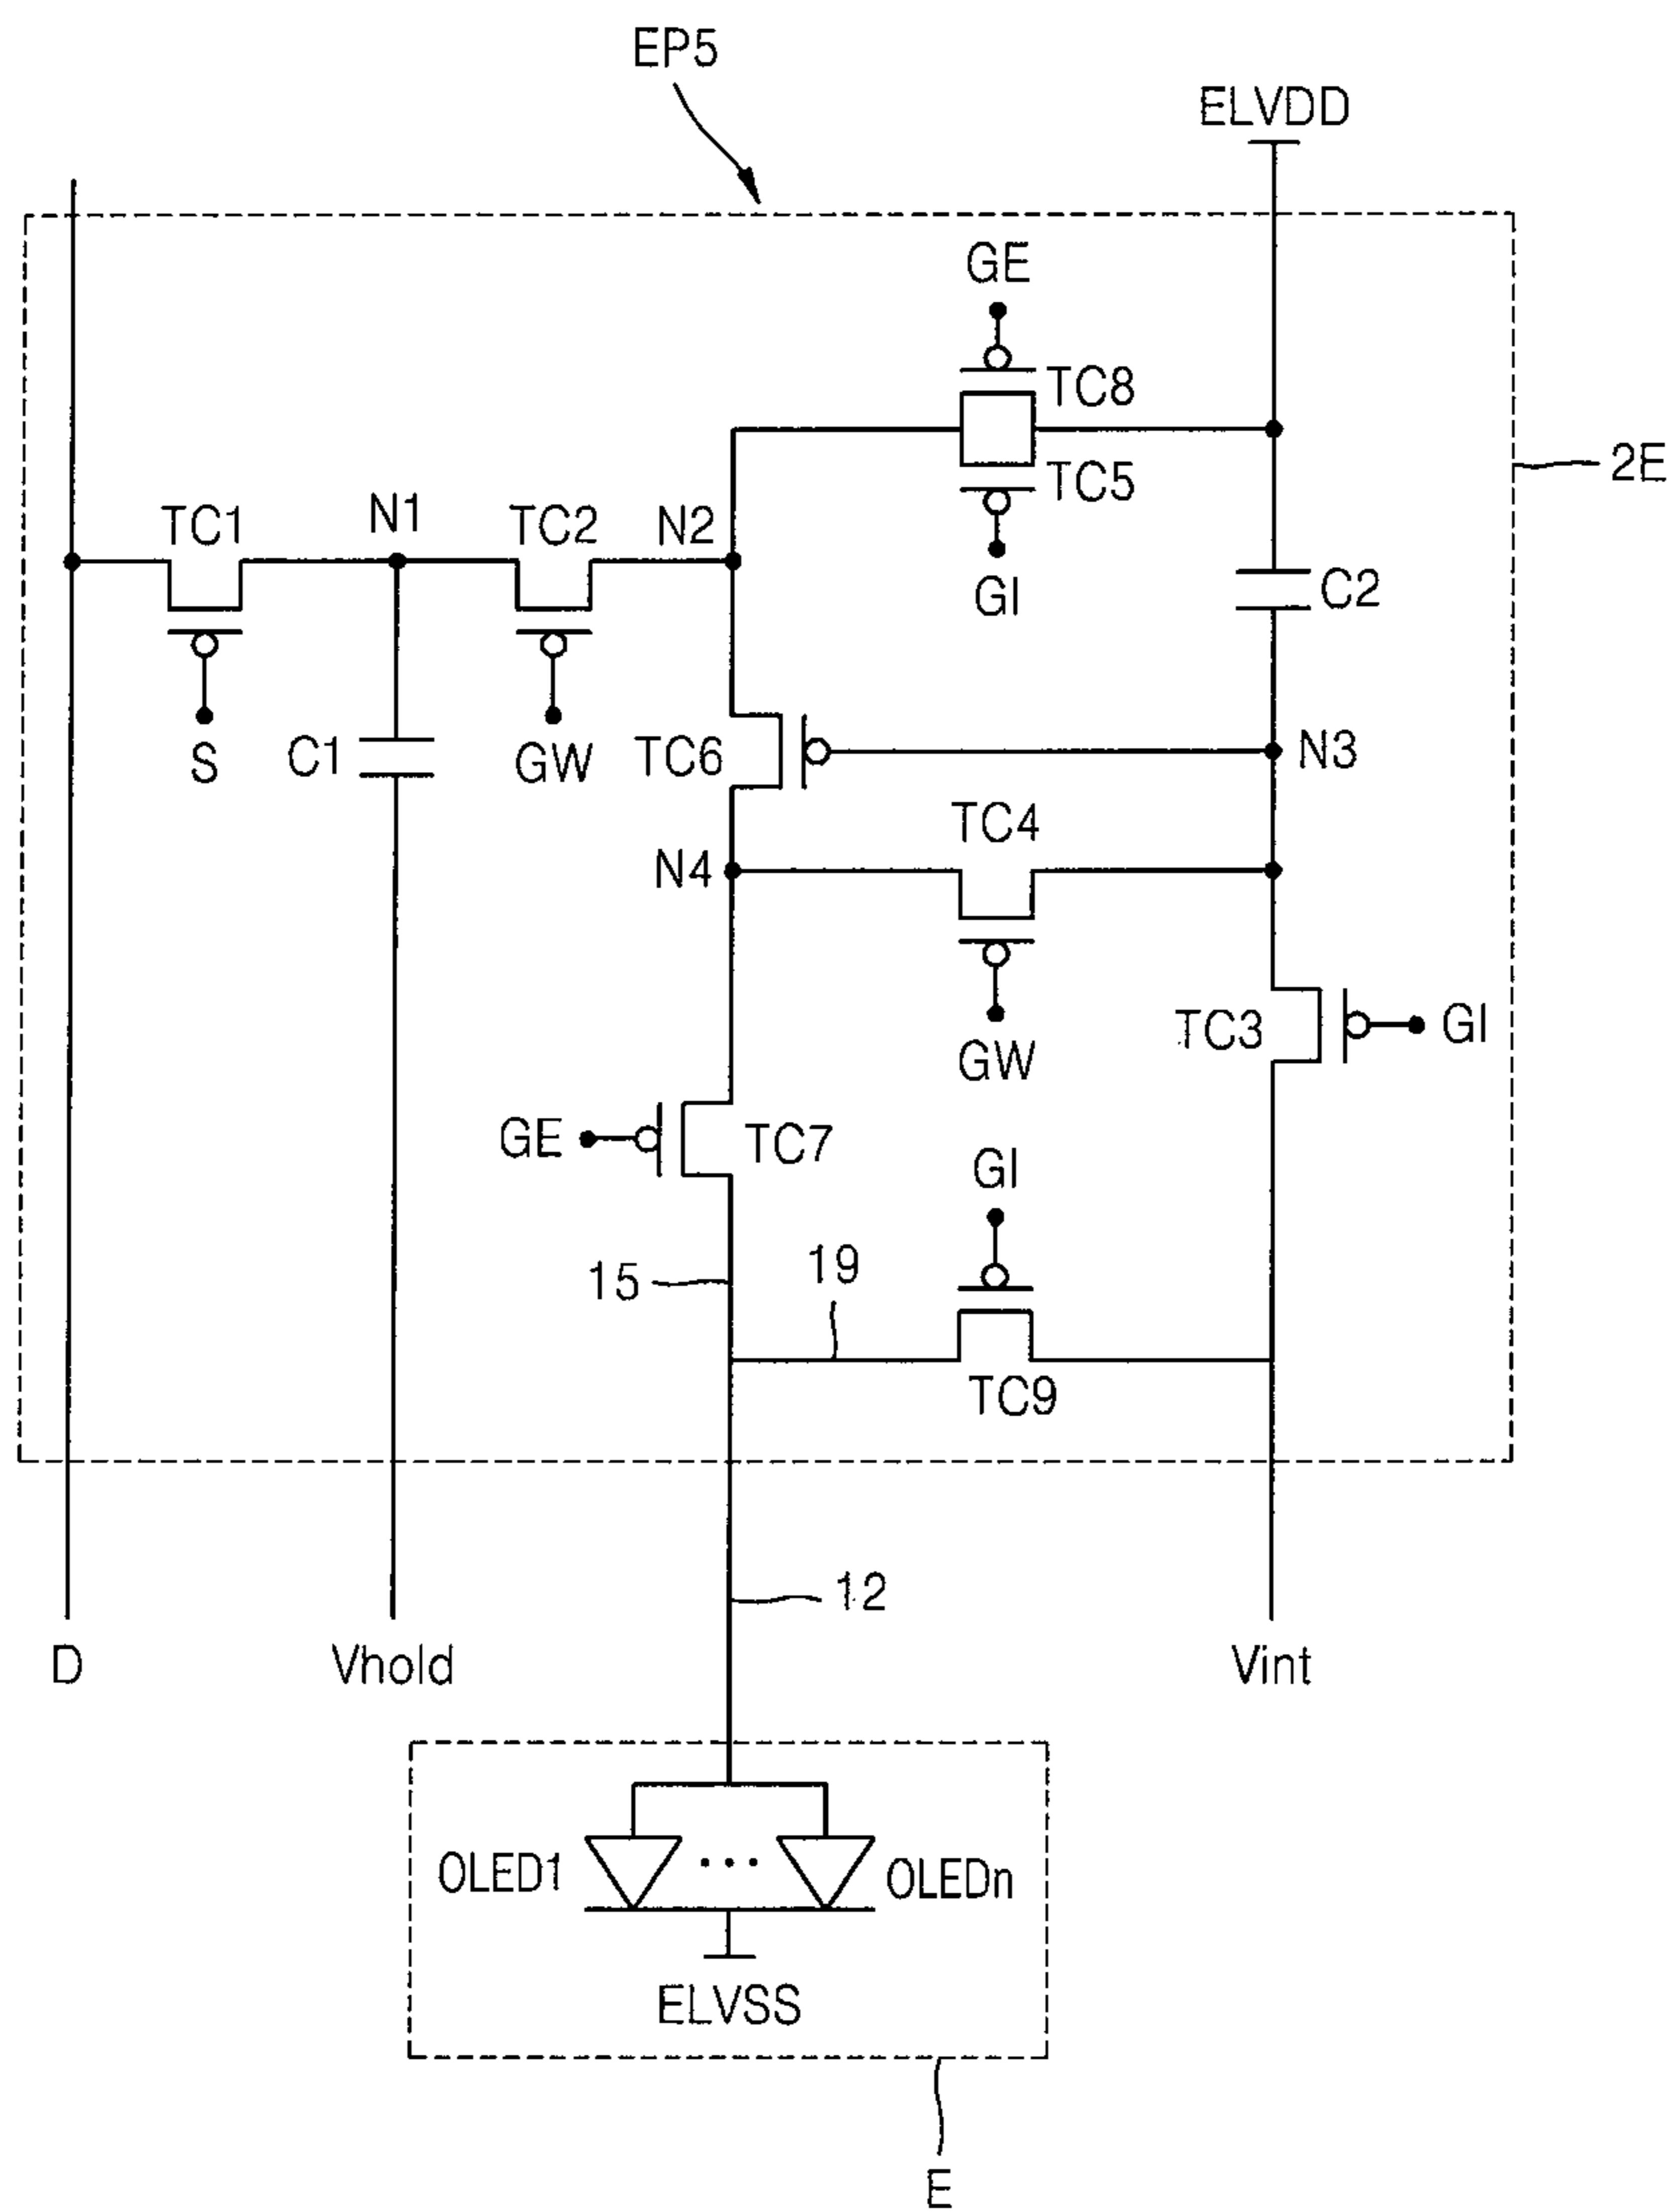 EP5
ELVDD
GE
TC8
2E
TC5
TC1
N1
TC2
N2
GI
C2
S
C1
GW
TC6
N3
TC4
N4
TC3
GI
GW
GE
TC7
GI
15
19
TC9
12
D
Vhold
Vint
OLED1
OLEDn
ELVSS
E